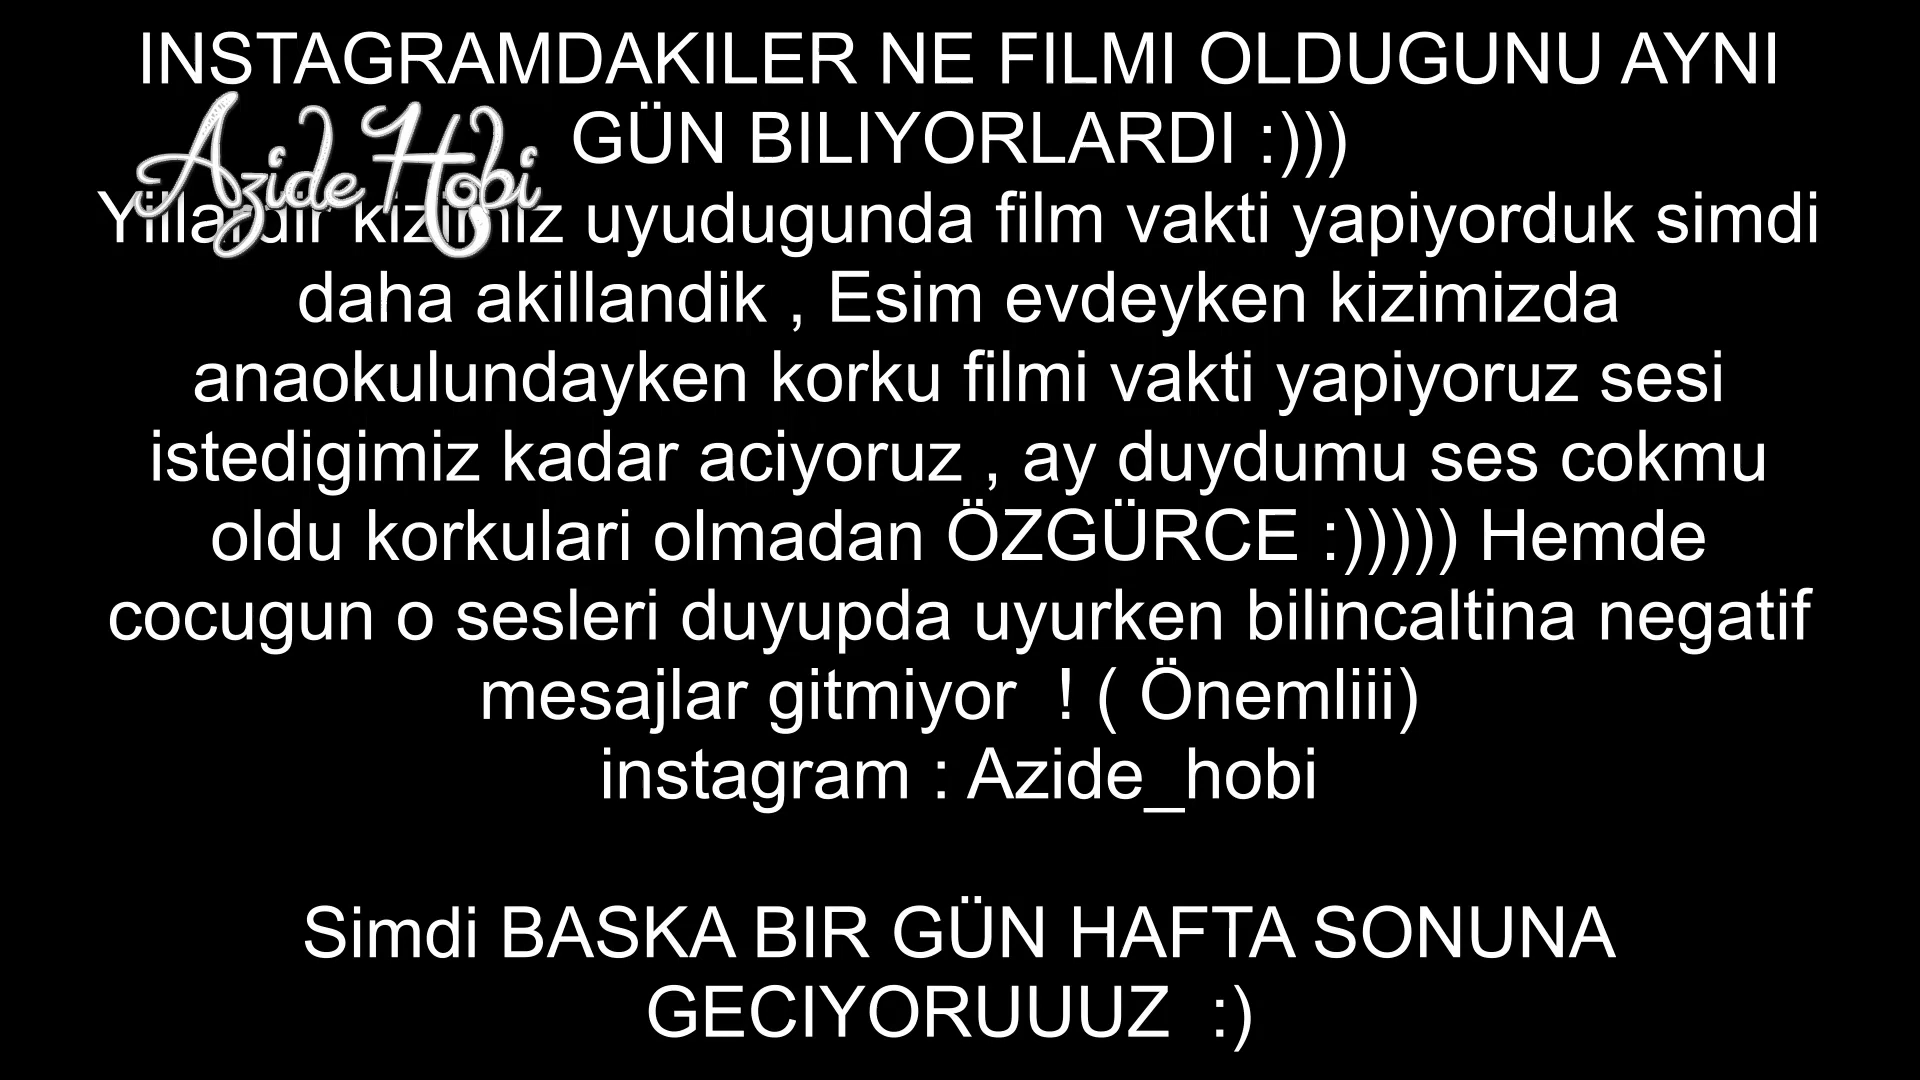 INSTAGRAMDAKILER NE FILMI OLDUGUNU AYNI
GÜN BILIYORLARDI :)))
Azide Hobi
Yillardir kizimiz uyudugunda film vakti yapiyorduk simdi
daha akillandik , Esim evdeyken kizimizda
anaokulundayken korku filmi vakti yapiyoruz sesi
istedigimiz kadar aciyoruz , ay duydumu ses cokmu
oldu korkulari olmadan ÖZGÜRCE :))))) Hemde
cocugun o sesleri duyupda uyurken bilincaltina negatif
mesajlar gitmiyor  ! ( Önemliii)
instagram : Azide_hobi
Simdi BASKA BIR GÜN HAFTA SONUNA
GECIYORUUUZ  :)